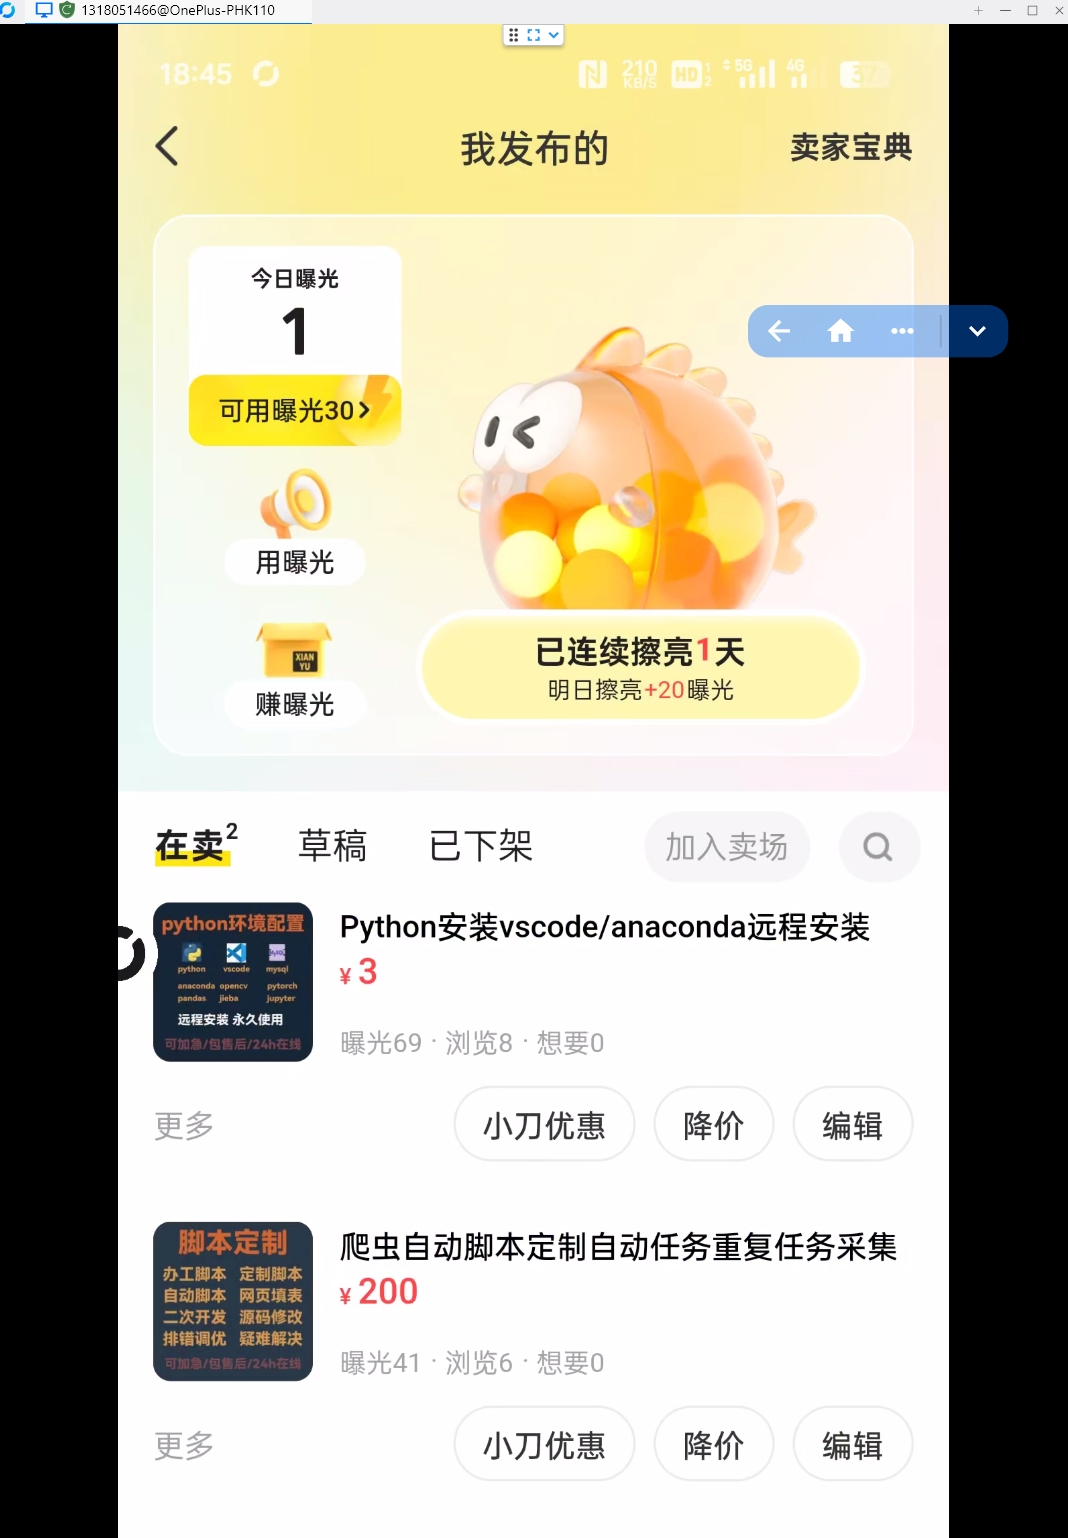 1318051466@OnePlus-PHK110
18:45
210 KB/S HD 1 2 5G 4G 37
我发布的
卖家宝典
今日曝光
1
可用曝光30
用曝光
XIAN YU
赚曝光
已连续擦亮1天
明日擦亮+20曝光
在卖2 草稿 已下架 加入卖场
python环境配置
python vscode mysql
anaconda opencv pytorch
pandas jieba jupyter
远程安装 永久使用
可加急/包售后/24h在线
Python安装vscode/anaconda远程安装
¥3
曝光69 · 浏览8 · 想要0
更多 小刀优惠 降价 编辑
脚本定制
办工脚本 定制脚本
自动脚本 网页填表
二次开发 源码修改
排错调优 疑难解决
可加急/包售后/24h在线
爬虫自动脚本定制自动任务重复任务采集
¥200
曝光41 · 浏览6 · 想要0
更多 小刀优惠 降价 编辑